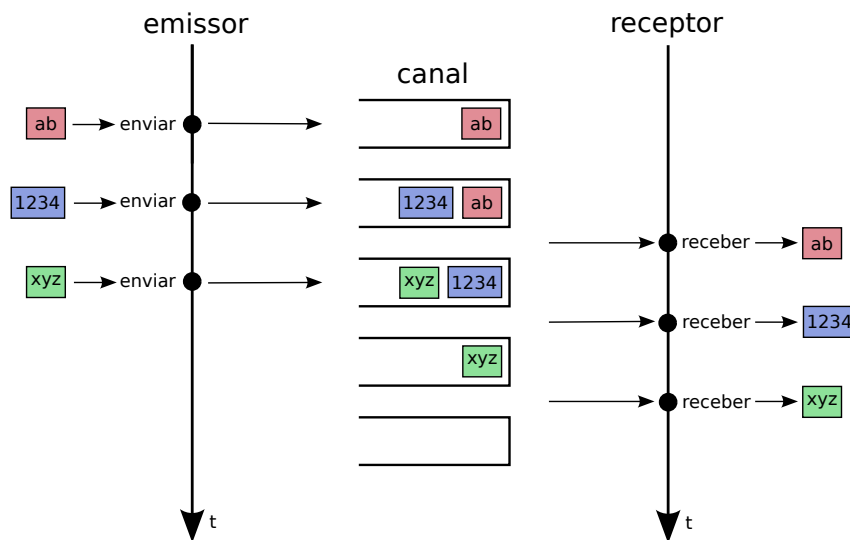 emissor
receptor
canal
ab
enviar
ab
1234
enviar
1234
ab
receber
ab
xyz
enviar
xyz
1234
receber
1234
xyz
receber
xyz
t
t